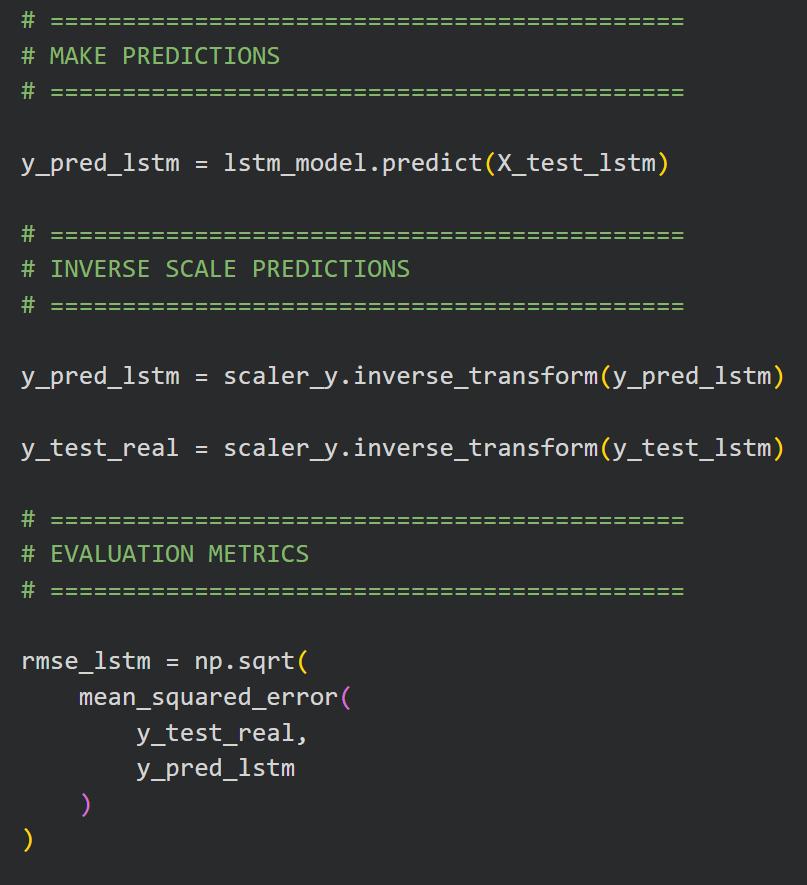 # ============================================
# MAKE PREDICTIONS
# ============================================
y_pred_lstm = lstm_model.predict(X_test_lstm)
# ============================================
# INVERSE SCALE PREDICTIONS
# ============================================
y_pred_lstm = scaler_y.inverse_transform(y_pred_lstm)
y_test_real = scaler_y.inverse_transform(y_test_lstm)
# ============================================
# EVALUATION METRICS
# ============================================
rmse_lstm = np.sqrt(
    mean_squared_error(
        y_test_real,
        y_pred_lstm
    )
)